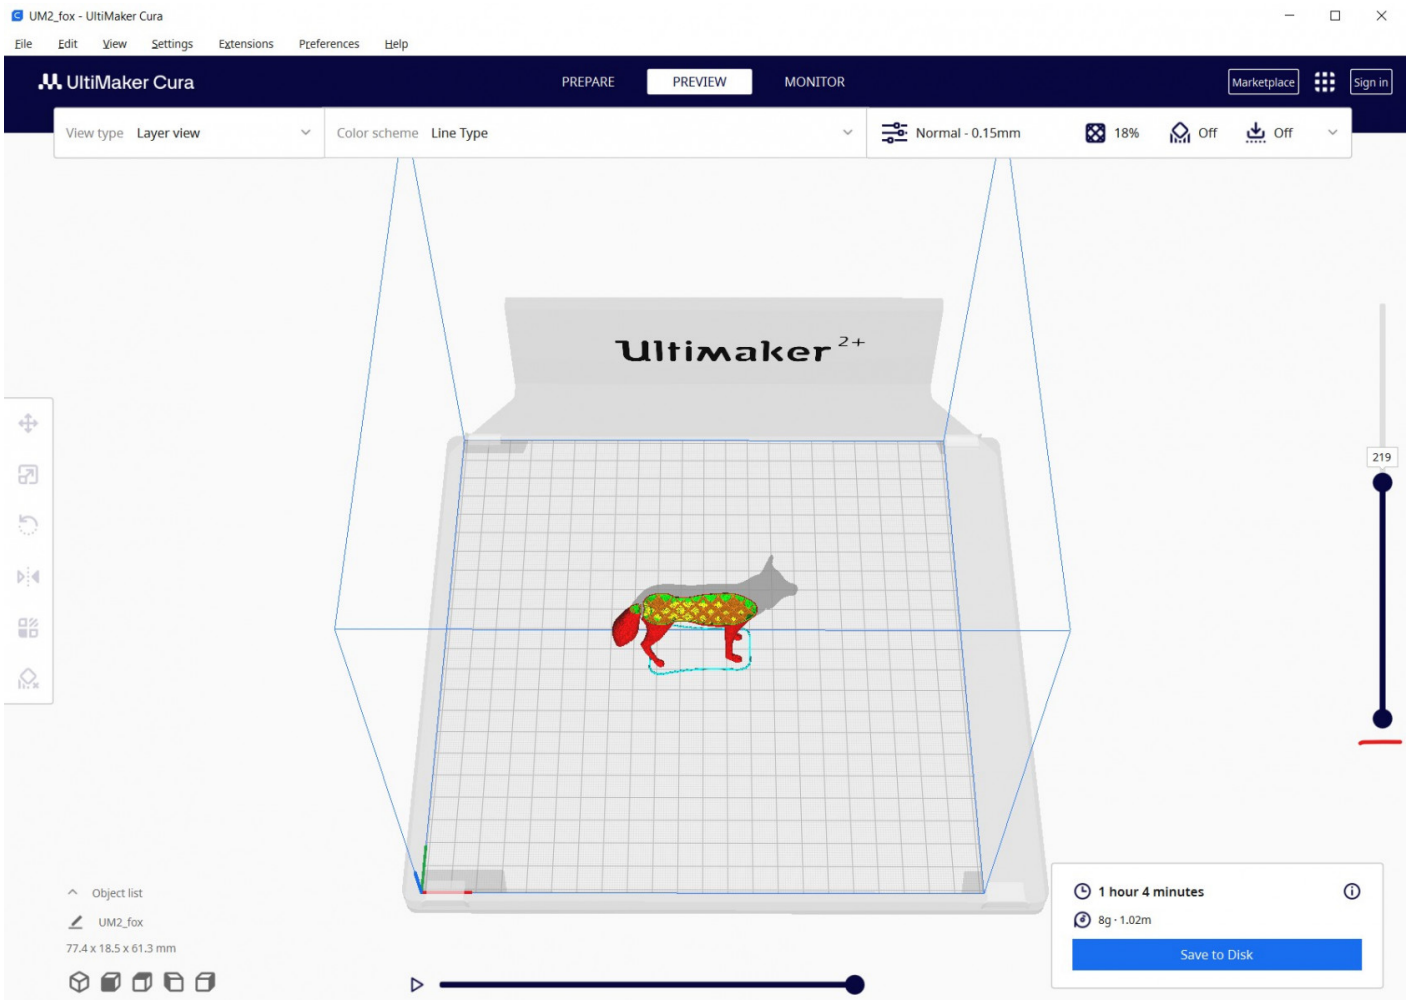 UM2_fox - UltiMaker Cura
File Edit View Settings Extensions Preferences Help
UltiMaker Cura PREPARE PREVIEW MONITOR Marketplace Sign in
View type Layer view Color scheme Line Type Normal - 0.15mm 18% Off Off
Ultimaker 2+
219
Object list
UM2_fox
77.4 x 18.5 x 61.3 mm
1 hour 4 minutes
8g · 1.02m
Save to Disk